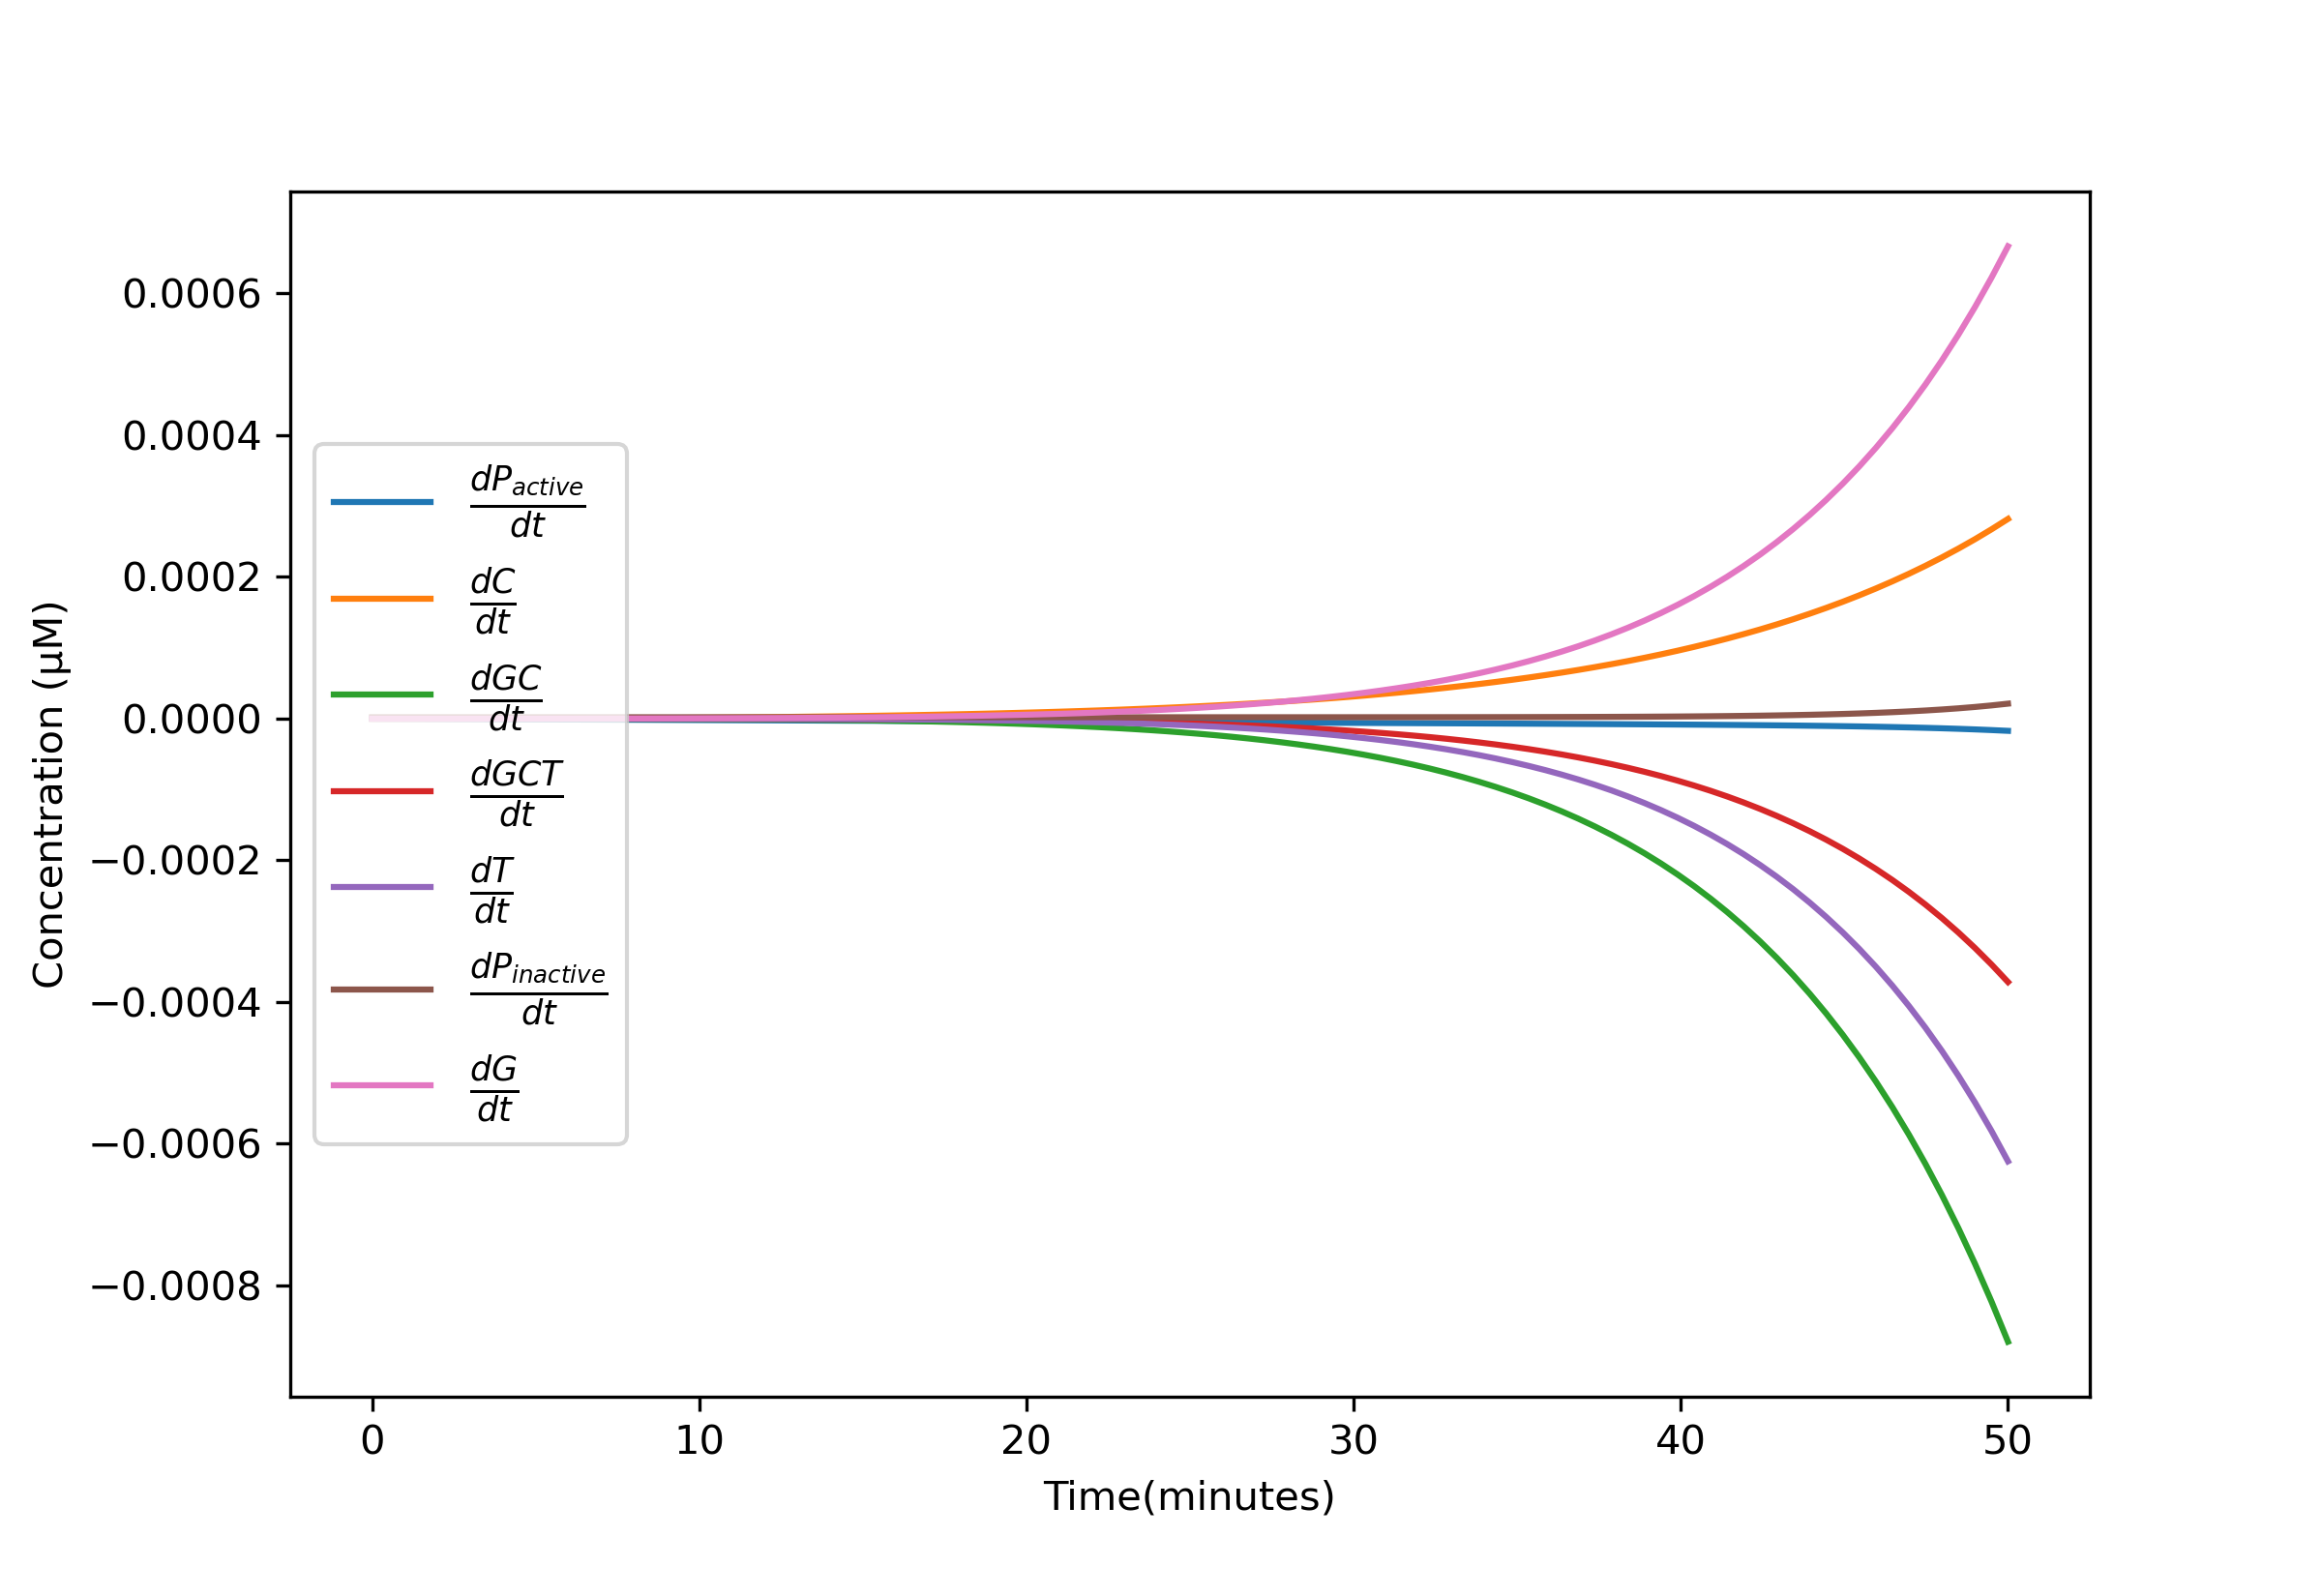 0.0006
0.0004
0.0002
0.0000
−0.0002
−0.0004
−0.0006
−0.0008
Concentration (μM)
dP_active
dt
dC
dt
dGC
dt
dGCT
dt
dT
dt
dP_inactive
dt
dG
dt
0 10 20 30 40 50
Time(minutes)